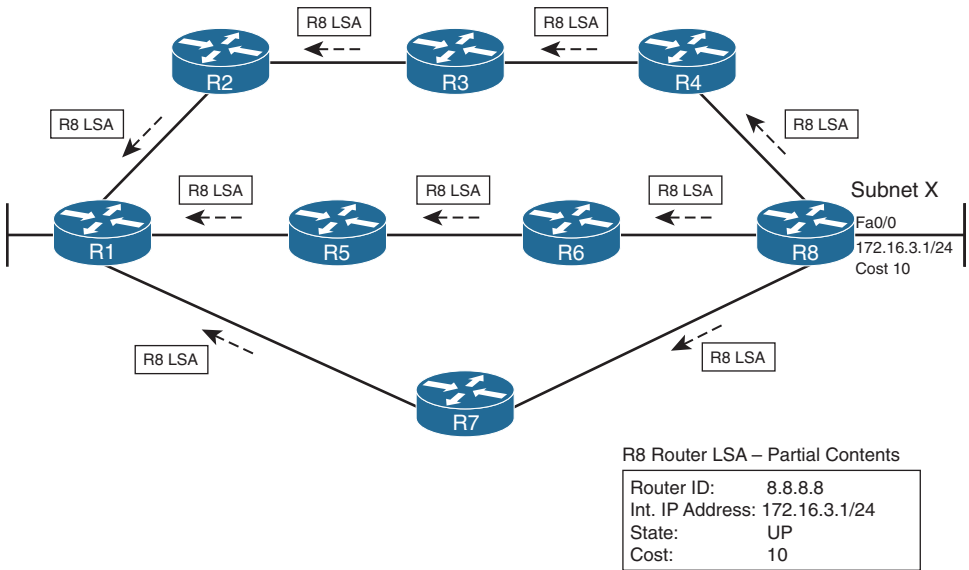 R8 LSA
R8 LSA
R2
R3
R4
R8 LSA
R8 LSA
R8 LSA
R8 LSA
R8 LSA
Subnet X
Fa0/0
R1
R5
R6
R8
172.16.3.1/24
Cost 10
R8 LSA
R8 LSA
R7
R8 Router LSA – Partial Contents
Router ID: 8.8.8.8
Int. IP Address: 172.16.3.1/24
State: UP
Cost: 10